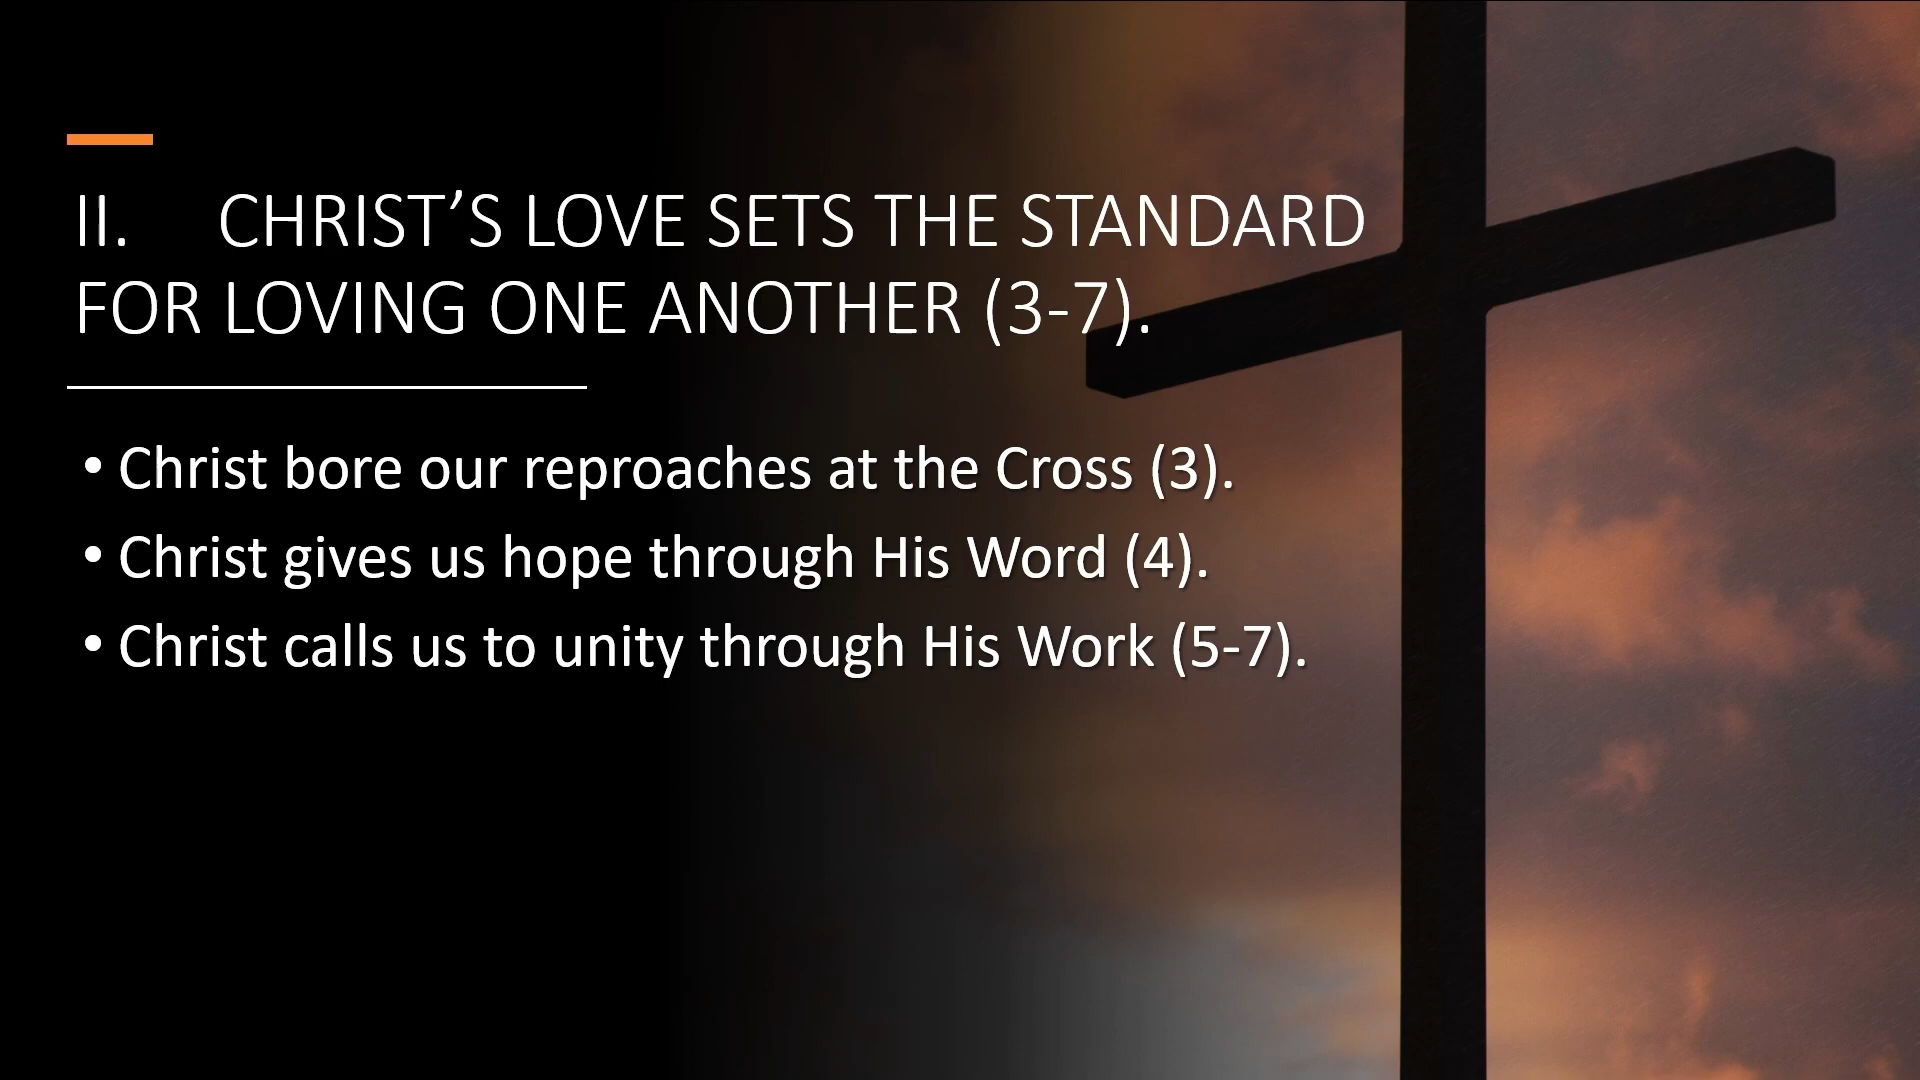 II. CHRIST’S LOVE SETS THE STANDARD
FOR LOVING ONE ANOTHER (3-7).
• Christ bore our reproaches at the Cross (3).
• Christ gives us hope through His Word (4).
• Christ calls us to unity through His Work (5-7).